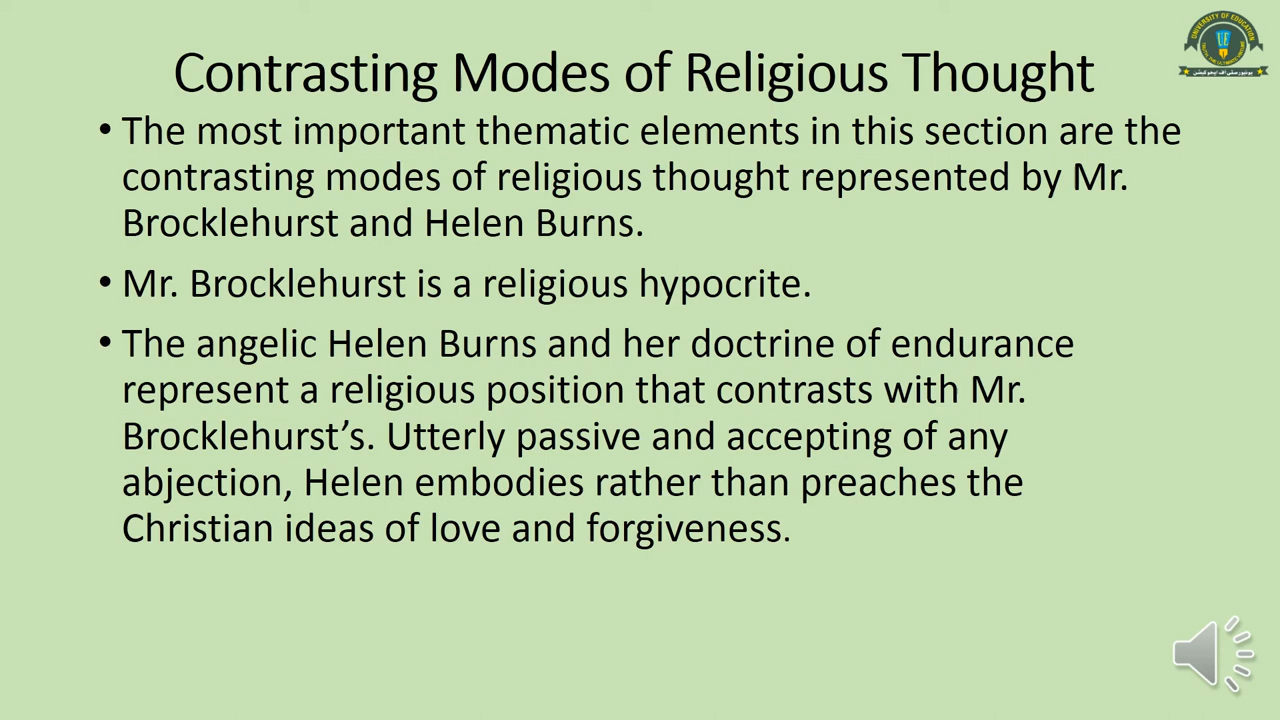 UNIVERSITY OF EDUCATION
Contrasting Modes of Religious Thought
• The most important thematic elements in this section are the
contrasting modes of religious thought represented by Mr.
Brocklehurst and Helen Burns.
• Mr. Brocklehurst is a religious hypocrite.
• The angelic Helen Burns and her doctrine of endurance
represent a religious position that contrasts with Mr.
Brocklehurst’s. Utterly passive and accepting of any
abjection, Helen embodies rather than preaches the
Christian ideas of love and forgiveness.